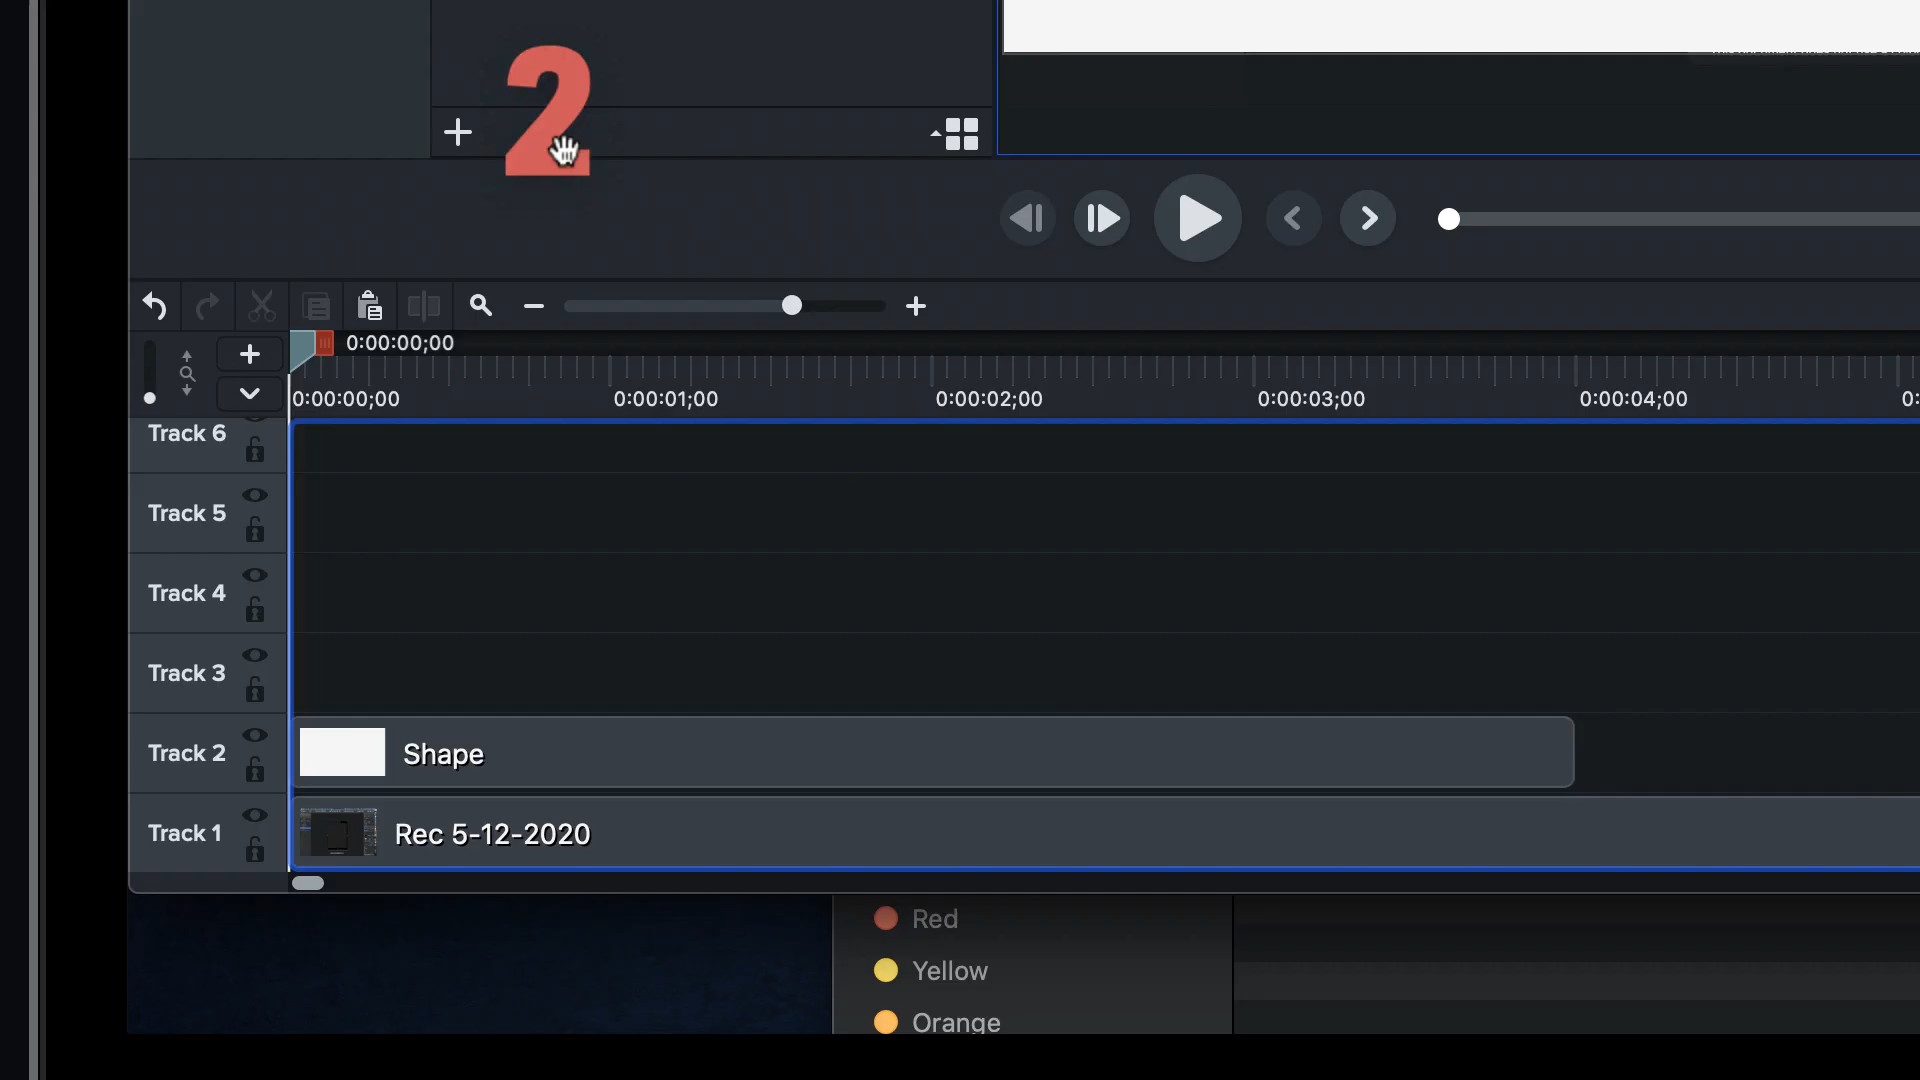 2
0:00:00;00
0:00:00;00 0:00:01;00 0:00:02;00 0:00:03;00 0:00:04;00
Track 6
Track 5
Track 4
Track 3
Track 2 Shape
Track 1 Rec 5-12-2020
Red
Yellow
Orange